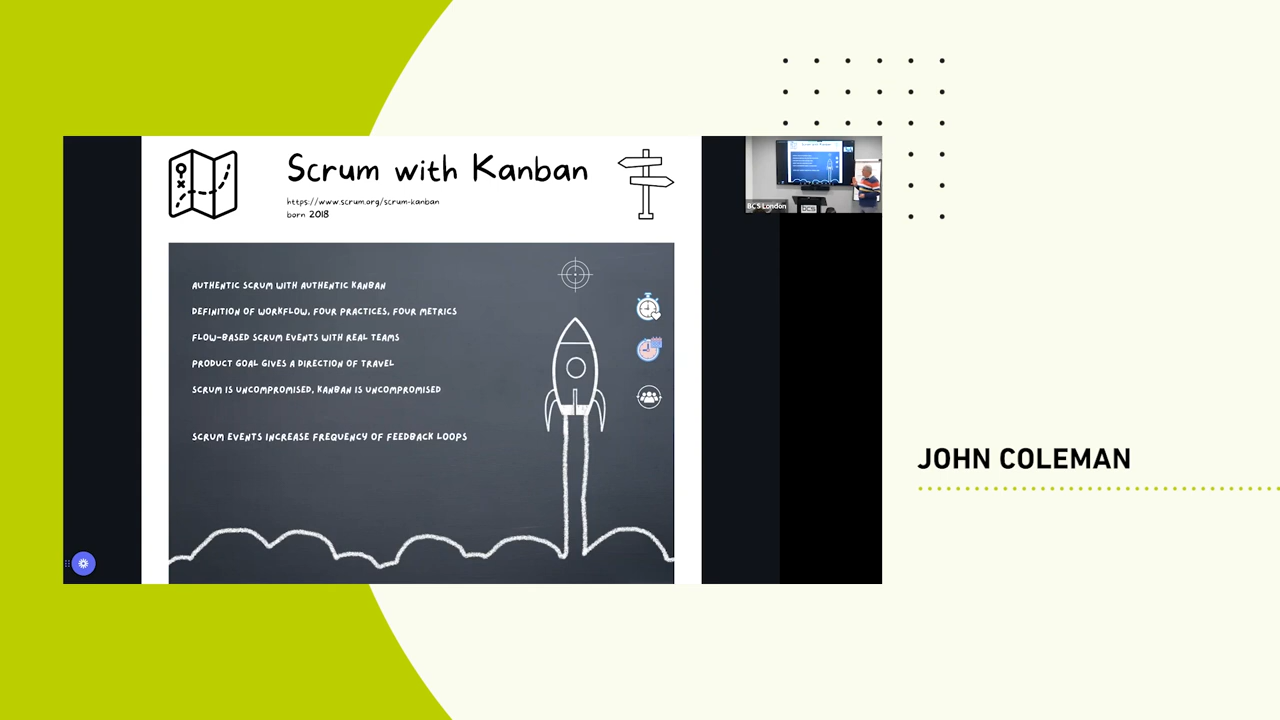 Scrum with Kanban
https://www.scrum.org/scrum-kanban
born 2018
AUTHENTIC SCRUM WITH AUTHENTIC KANBAN
DEFINITION OF WORKFLOW, FOUR PRACTICES, FOUR METRICS
FLOW-BASED SCRUM EVENTS WITH REAL TEAMS
PRODUCT GOAL GIVES A DIRECTION OF TRAVEL
SCRUM IS UNCOMPROMISED, KANBAN IS UNCOMPROMISED
SCRUM EVENTS INCREASE FREQUENCY OF FEEDBACK LOOPS
BCS London
JOHN COLEMAN